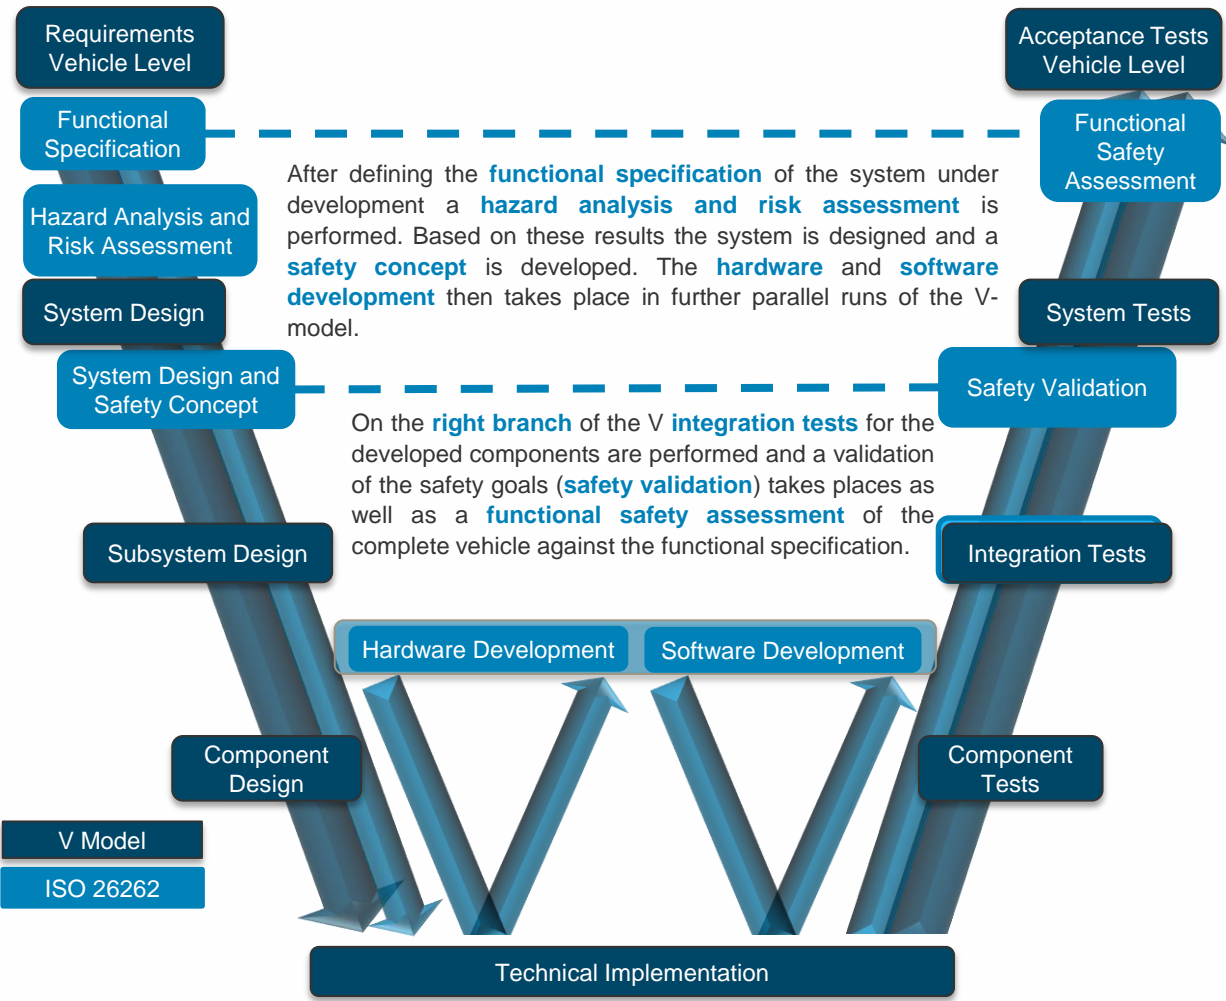 Requirements
Vehicle Level
Acceptance Tests
Vehicle Level
Functional
Specification
Functional
Safety
Assessment
After defining the functional specification of the system under
development a hazard analysis and risk assessment is
performed. Based on these results the system is designed and a
safety concept is developed. The hardware and software
development then takes place in further parallel runs of the V-
model.
Hazard Analysis and
Risk Assessment
System Design
System Tests
System Design and
Safety Concept
Safety Validation
On the right branch of the V integration tests for the
developed components are performed and a validation
of the safety goals (safety validation) takes places as
well as a functional safety assessment of the
complete vehicle against the functional specification.
Subsystem Design
Integration Tests
Hardware Development
Software Development
Component
Design
Component
Tests
V Model
ISO 26262
Technical Implementation